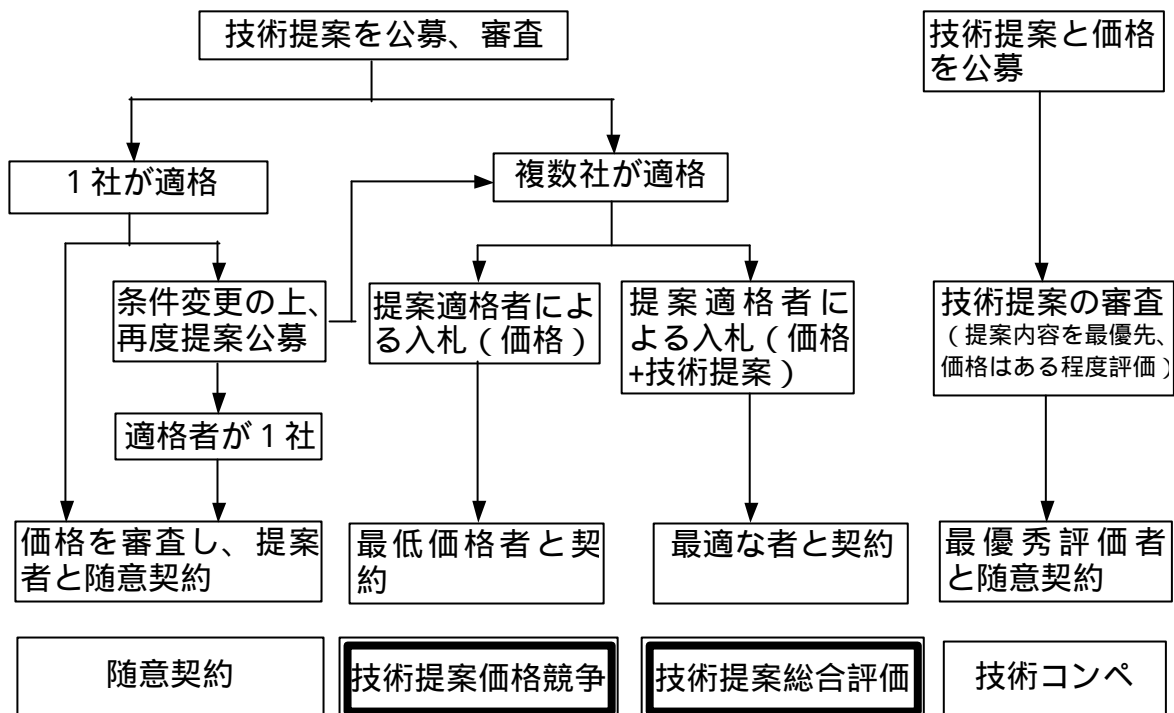 技術提案を公募、審査
技術提案と価格
を公募
１社が適格
複数社が適格
条件変更の上、
再度提案公募
提案適格者によ
る入札（価格）
提案適格者に
よる入札（価格
+技術提案）
技術提案の審査
（提案内容を最優先、
価格はある程度評価）
適格者が１社
価格を審査し、提案
者と随意契約
最低価格者と契
約
最適な者と契約
最優秀評価者
と随意契約
随意契約
技術提案価格競争
技術提案総合評価
技術コンペ